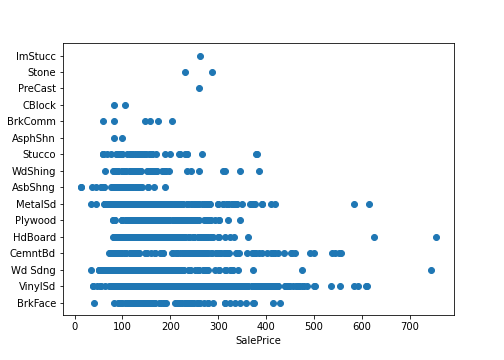 ImStucc
Stone
PreCast
CBlock
BrkComm
AsphShn
Stucco
WdShing
AsbShng
MetalSd
Plywood
HdBoard
CemntBd
Wd Sdng
VinylSd
BrkFace
0 100 200 300 400 500 600 700
SalePrice